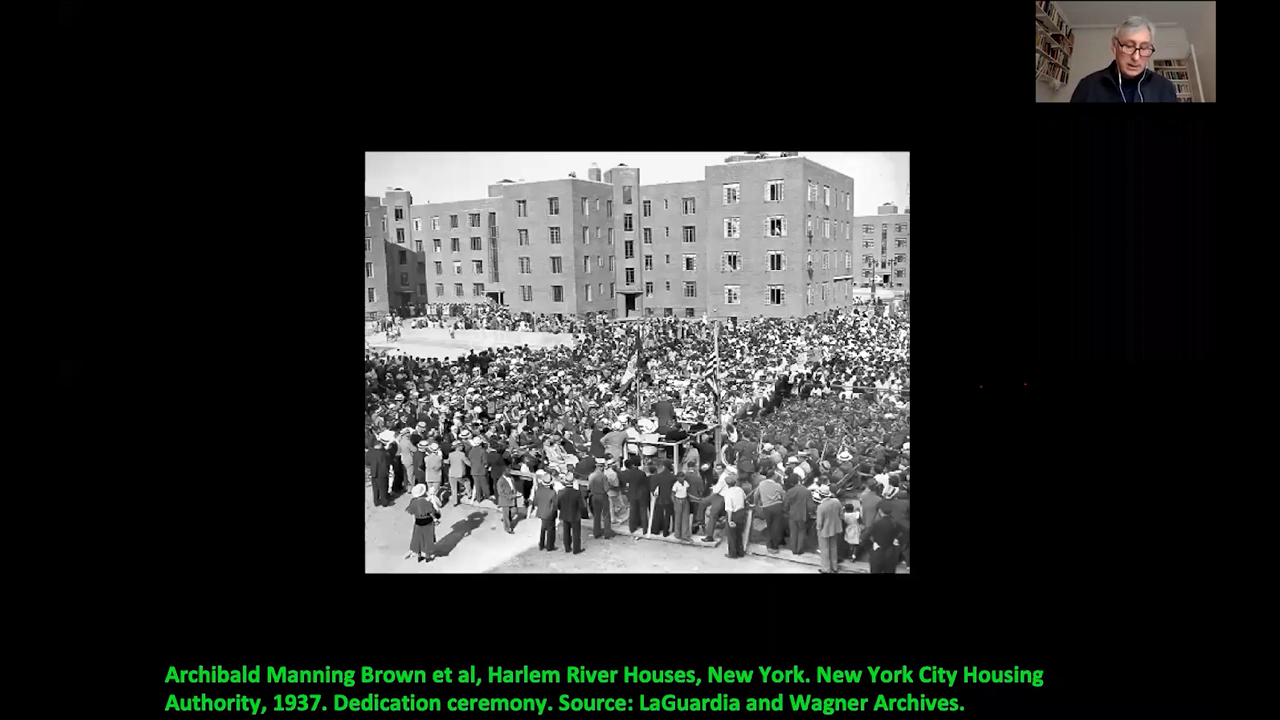 Archibald Manning Brown et al, Harlem River Houses, New York. New York City Housing
Authority, 1937. Dedication ceremony. Source: LaGuardia and Wagner Archives.